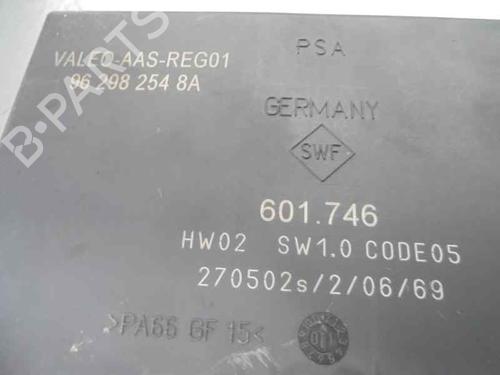 VALEO-AAS-REG01
96 298 254 8A
PSA
GERMANY
SWF
601.746
HW02 SW1.0 CODE05
270502s/2/06/69
>PA66 GF 15<
B-PARTS